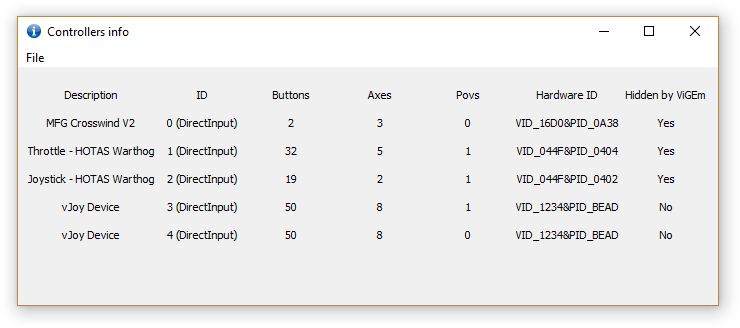 Controllers info
File
Description ID Buttons Axes Povs Hardware ID Hidden by ViGEm
MFG Crosswind V2 0 (DirectInput) 2 3 0 VID_16D0&PID_0A38 Yes
Throttle - HOTAS Warthog 1 (DirectInput) 32 5 1 VID_044F&PID_0404 Yes
Joystick - HOTAS Warthog 2 (DirectInput) 19 2 1 VID_044F&PID_0402 Yes
vJoy Device 3 (DirectInput) 50 8 1 VID_1234&PID_BEAD No
vJoy Device 4 (DirectInput) 50 8 0 VID_1234&PID_BEAD No